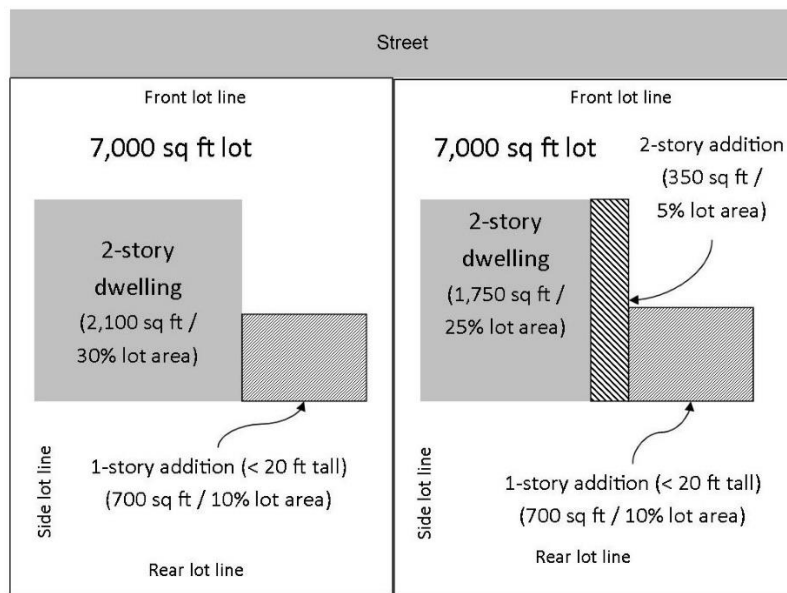 Street
Front lot line
7,000 sq ft lot
2-story
dwelling
(2,100 sq ft /
30% lot area)
1-story addition (< 20 ft tall)
(700 sq ft / 10% lot area)
Side lot line
Rear lot line
Front lot line
7,000 sq ft lot
2-story addition
(350 sq ft /
5% lot area)
2-story
dwelling
(1,750 sq ft /
25% lot area)
1-story addition (< 20 ft tall)
(700 sq ft / 10% lot area)
Side lot line
Rear lot line